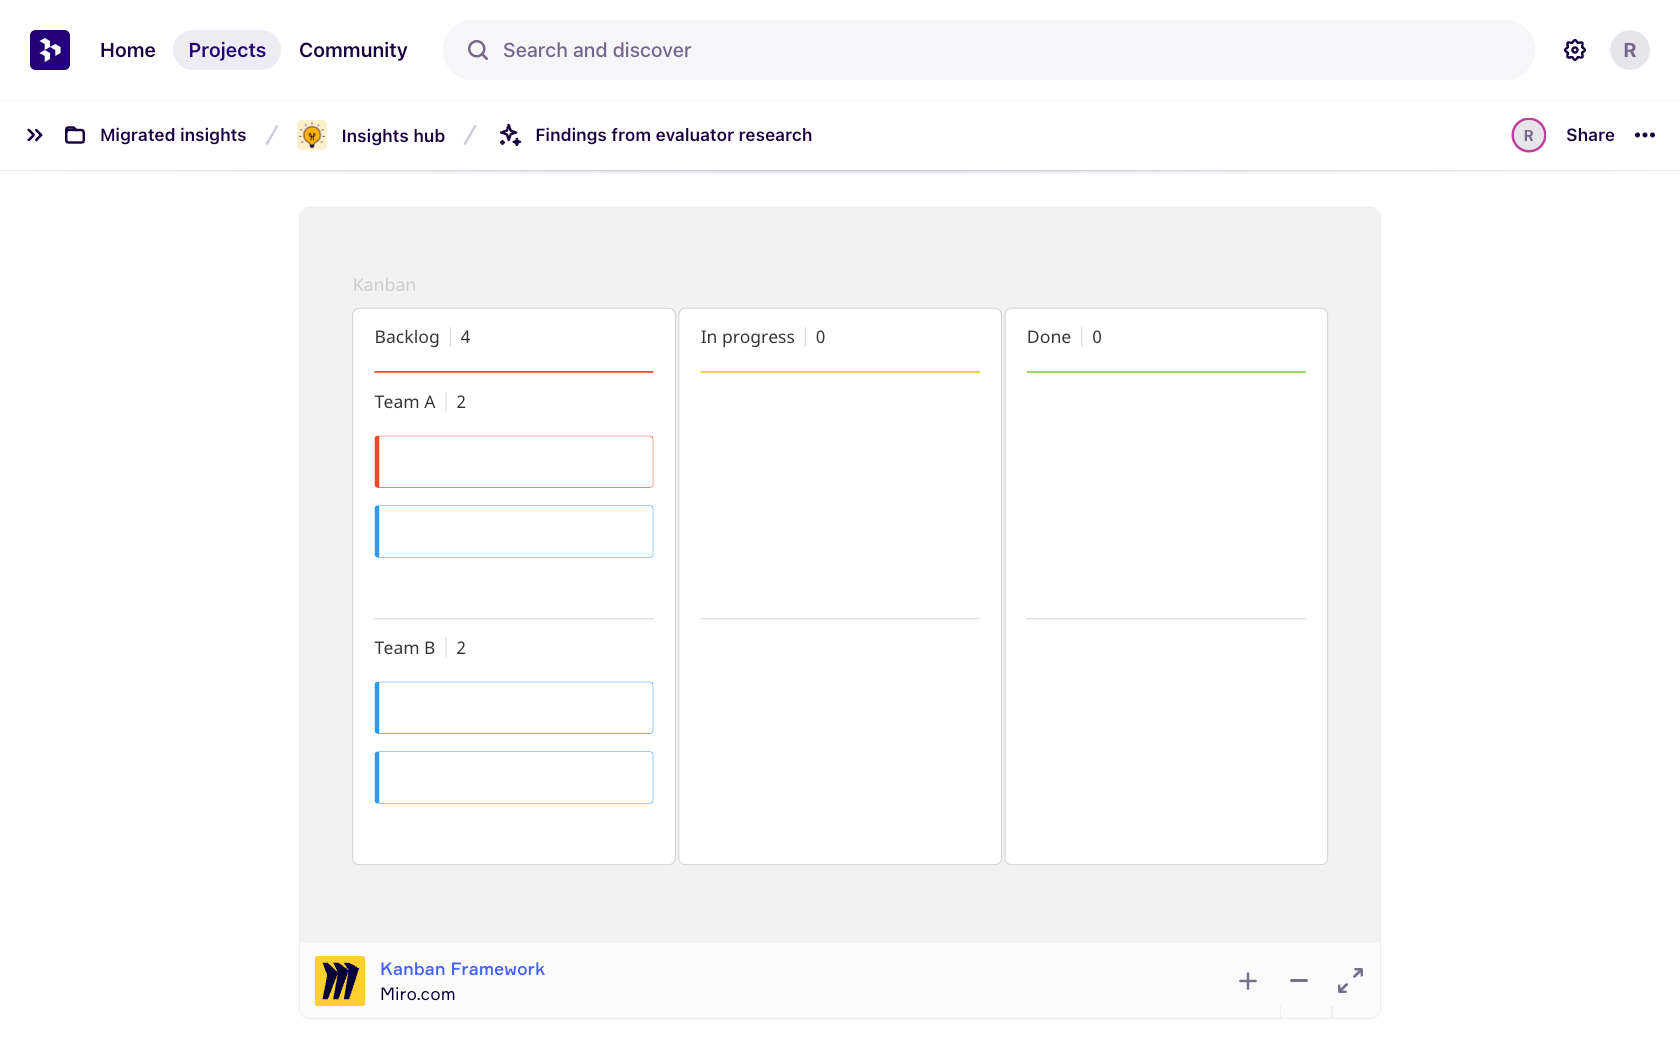 Home Projects Community Search and discover R
Migrated insights / Insights hub / Findings from evaluator research R Share
Kanban
Backlog 4 In progress 0 Done 0
Team A 2
Team B 2
Kanban Framework
Miro.com